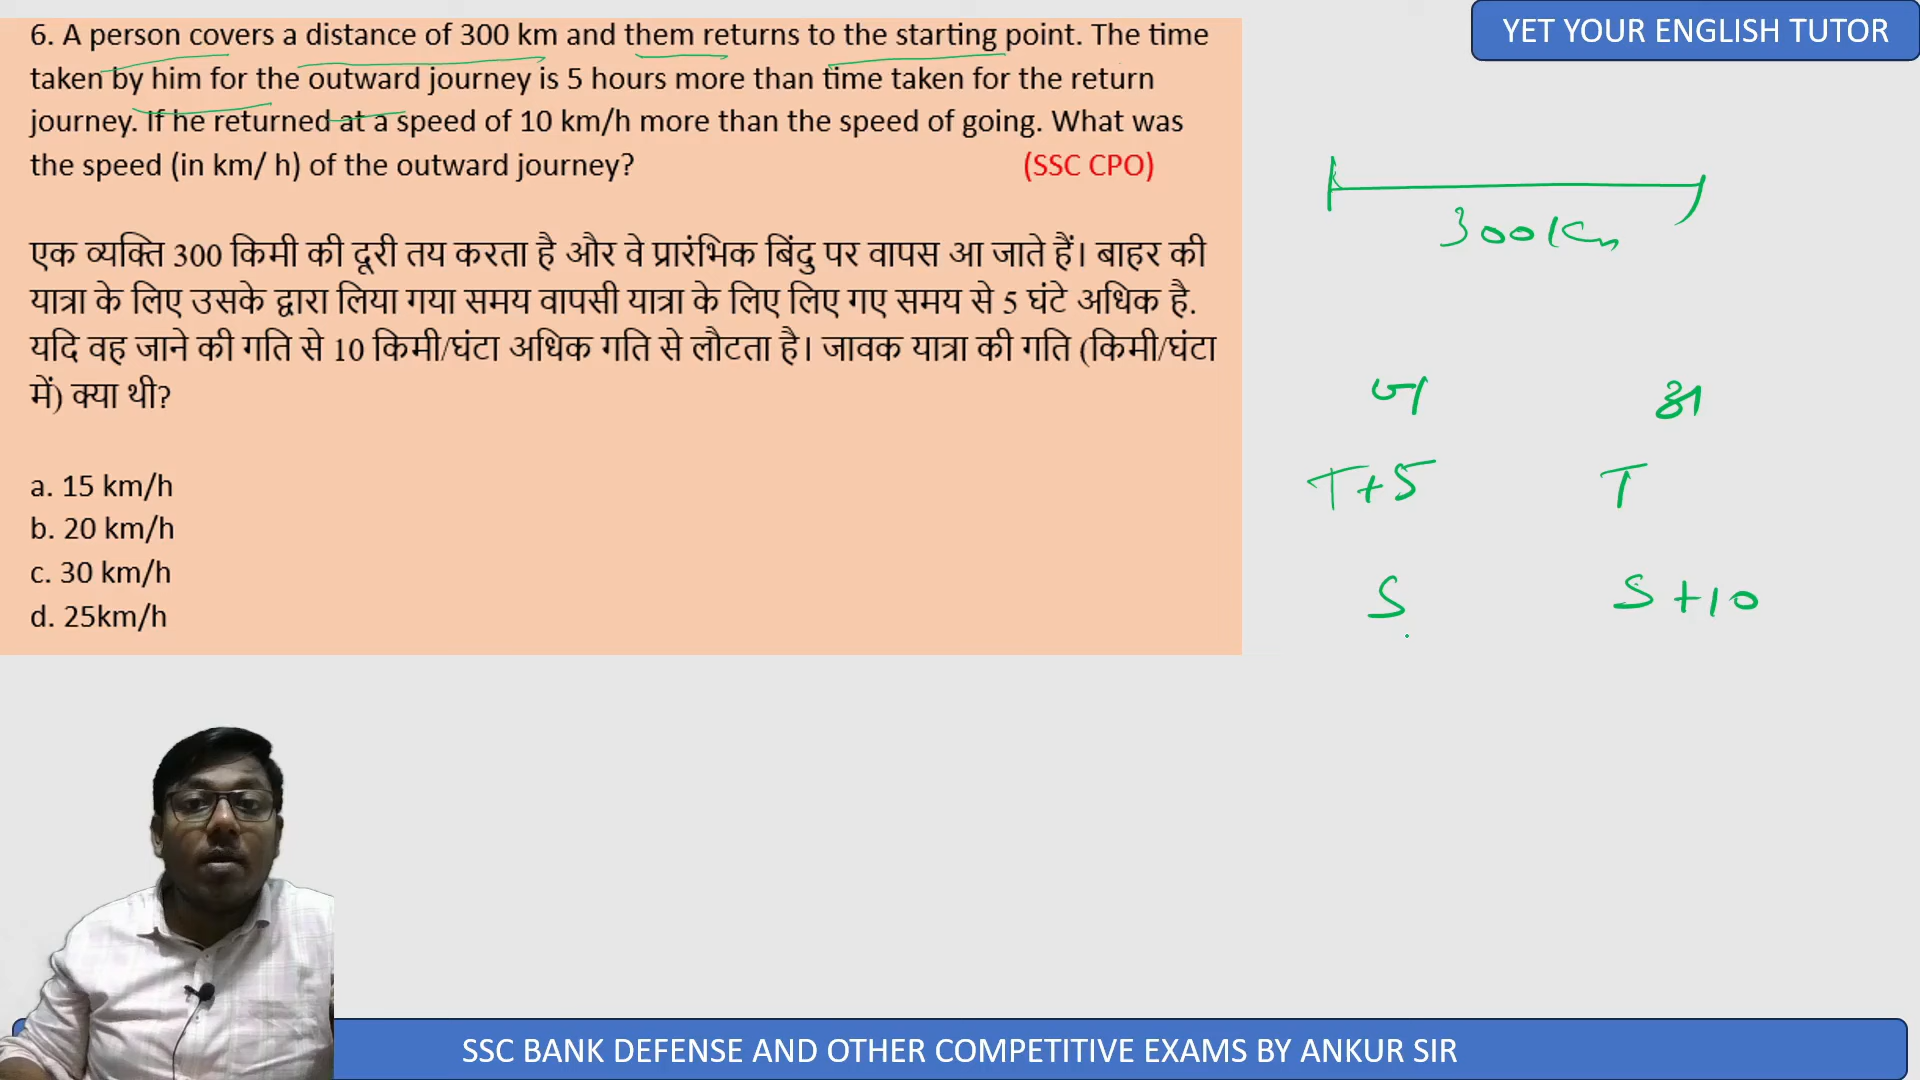 YET YOUR ENGLISH TUTOR
6. A person covers a distance of 300 km and them returns to the starting point. The time
taken by him for the outward journey is 5 hours more than time taken for the return
journey. If he returned at a speed of 10 km/h more than the speed of going. What was
the speed (in km/ h) of the outward journey? (SSC CPO)
एक व्यक्ति 300 किमी की दूरी तय करता है और वे प्रारंभिक बिंदु पर वापस आ जाते हैं। बाहर की
यात्रा के लिए उसके द्वारा लिया गया समय वापसी यात्रा के लिए लिए गए समय से 5 घंटे अधिक है.
यदि वह जाने की गति से 10 किमी/घंटा अधिक गति से लौटता है। जावक यात्रा की गति (किमी/घंटा
में) क्या थी?
a. 15 km/h
b. 20 km/h
c. 30 km/h
d. 25km/h
300 Km
T+5 T
S S+10
SSC BANK DEFENSE AND OTHER COMPETITIVE EXAMS BY ANKUR SIR